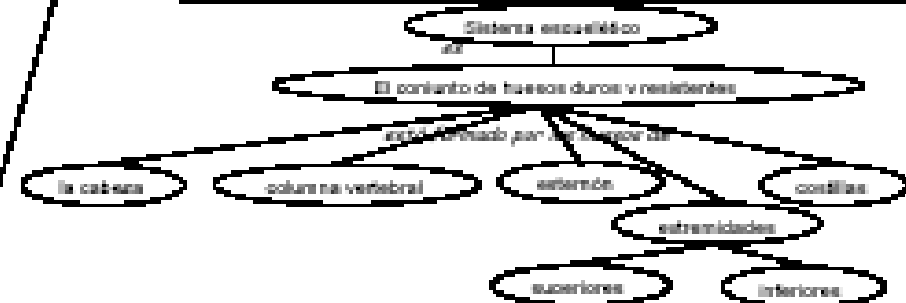 Sistema esquelético
es
El conjunto de huesos duros y resistentes
está formado por los huesos de
la cabeza
columna vertebral
esternón
costillas
extremidades
superiores
inferiores